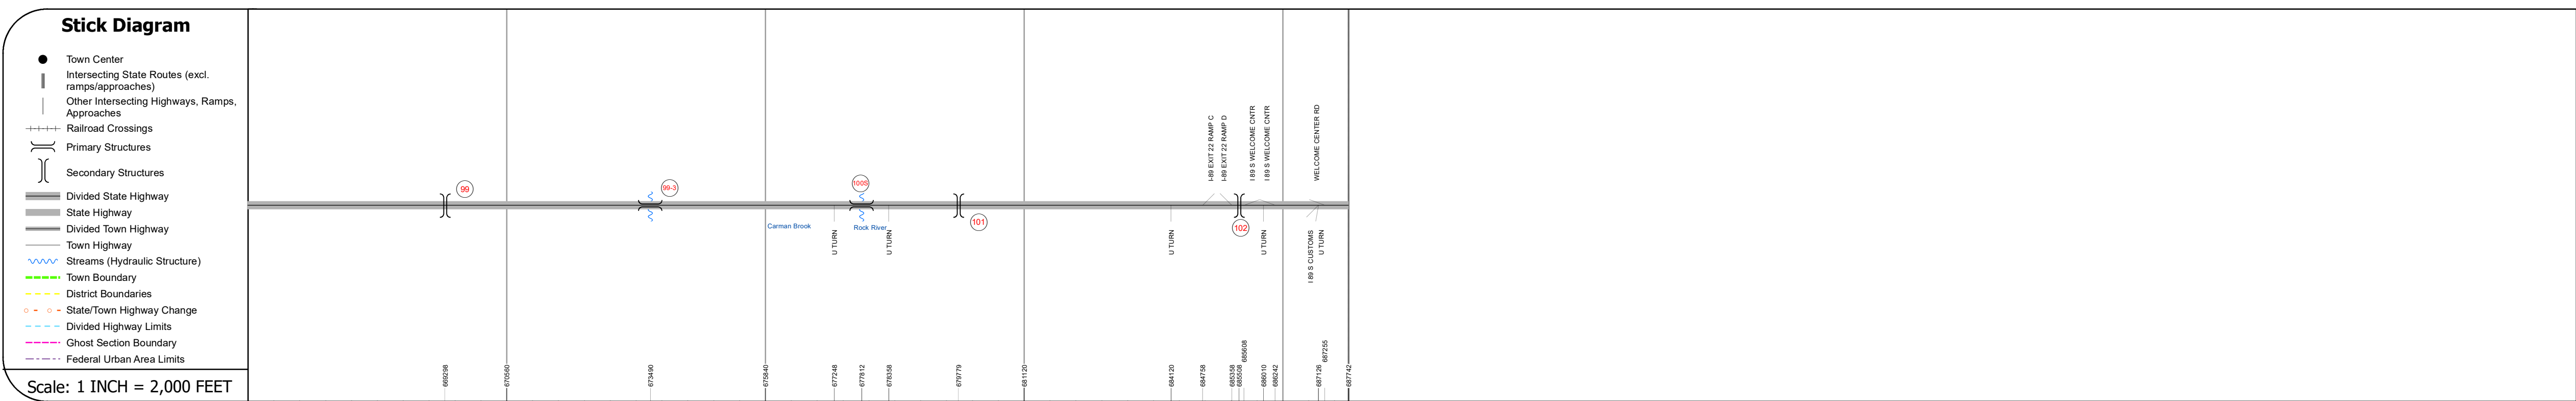 Stick Diagram
Town Center
Intersecting State Routes (excl.
ramps/approaches)
Other Intersecting Highways, Ramps,
Approaches
Railroad Crossings
Primary Structures
Secondary Structures
Divided State Highway
State Highway
Divided Town Highway
Town Highway
Streams (Hydraulic Structure)
Town Boundary
District Boundaries
State/Town Highway Change
Divided Highway Limits
Ghost Section Boundary
Federal Urban Area Limits
Scale: 1 INCH = 2,000 FEET
I-89 EXIT 22 RAMP C
I-89 EXIT 22 RAMP D
I 89 S WELCOME CNTR
I 89 S WELCOME CNTR
WELCOME CENTER RD
99
99-3
100S
101
102
Carman Brook
Rock River
U TURN
U TURN
U TURN
U TURN
I 89 S CUSTOMS
U TURN
669298
670560
673490
675840
677248
677812
678358
679779
681120
684120
684758
685358
685508
685608
686010
686242
687126
687255
687742